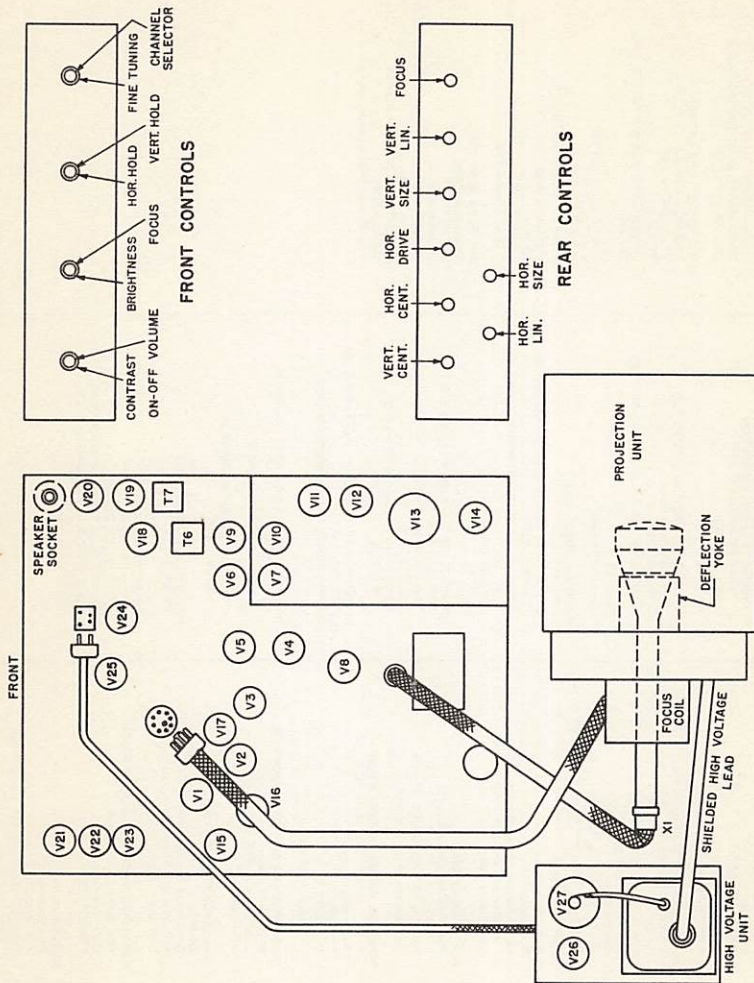 FRONT
SPEAKER
SOCKET
V20
V19
T7
V18
T6
V9
V6
V10
V7
V11
V12
V13
V14
V24
V25
V5
V4
V8
V3
V17
V2
V1
V16
V21
V22
V23
V15
V26
V27
HIGH VOLTAGE
UNIT
SHIELDED HIGH VOLTAGE
LEAD
X1
FOCUS
COIL
DEFLECTION
YOKE
PROJECTION
UNIT
CONTRAST
ON-OFF VOLUME
BRIGHTNESS
FOCUS
HOR. HOLD
VERT. HOLD
FINE TUNING
CHANNEL
SELECTOR
FRONT CONTROLS
VERT.
CENT.
HOR.
CENT.
HOR.
DRIVE
VERT.
SIZE
VERT.
LIN.
FOCUS
HOR.
LIN.
HOR.
SIZE
REAR CONTROLS